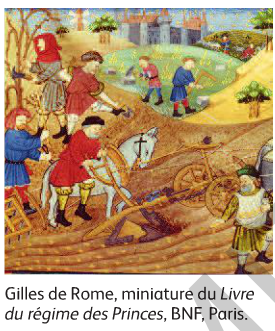 Gilles de Rome, miniature du Livre
du régime des Princes, BNF, Paris.